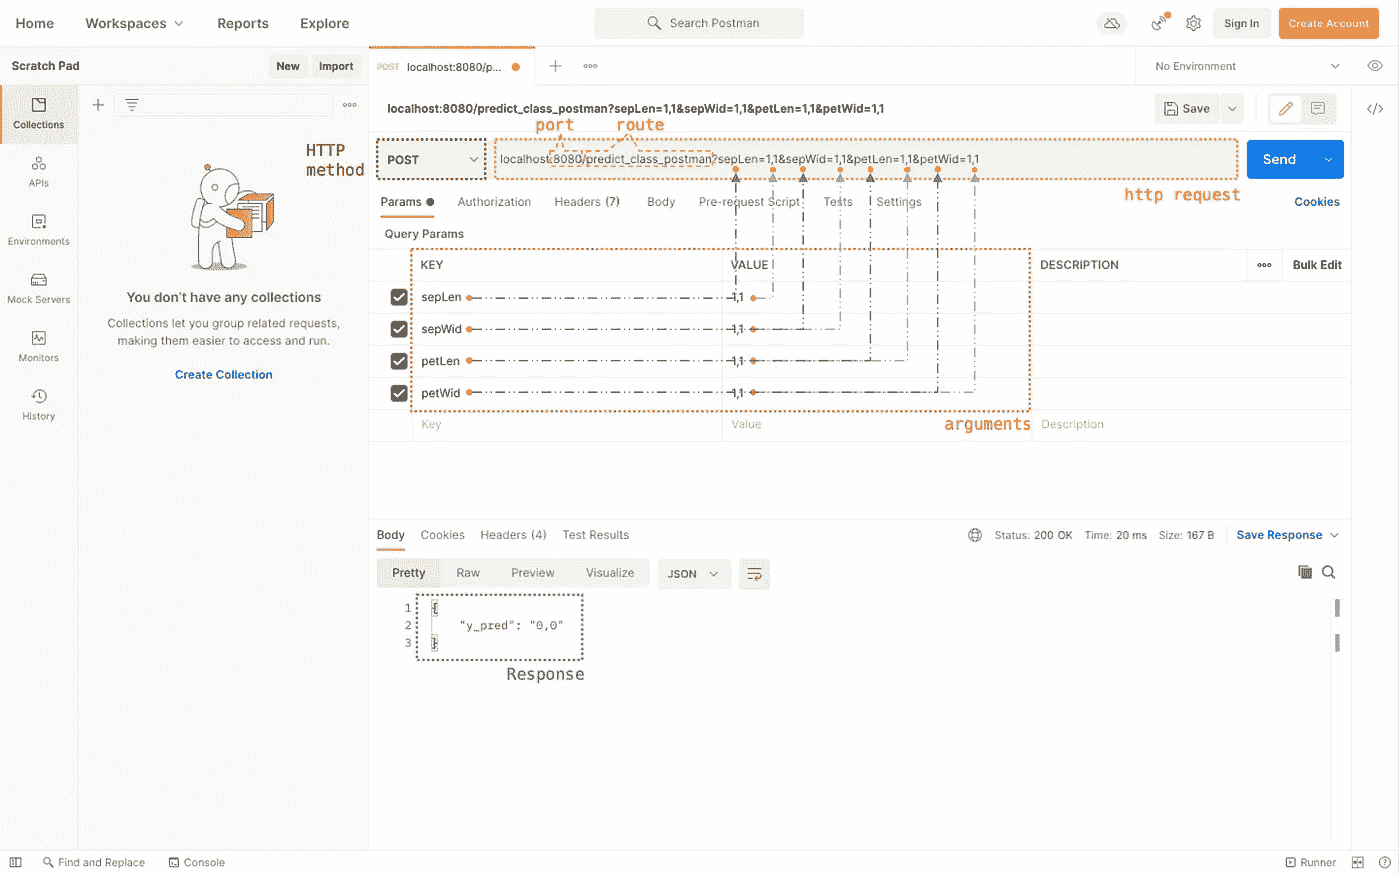 Home Workspaces Reports Explore Search Postman Sign In Create Account
Scratch Pad New Import POST localhost:8080/p... No Environment
Collections
APIs
Environments
Mock Servers
Monitors
History
You don't have any collections
Collections let you group related requests,
making them easier to access and run.
Create Collection
localhost:8080/predict_class_postman?sepLen=1,1&sepWid=1,1&petLen=1,1&petWid=1,1 Save
port route
HTTP
method
POST localhost:8080/predict_class_postman?sepLen=1,1&sepWid=1,1&petLen=1,1&petWid=1,1 Send
http request
Params Authorization Headers (7) Body Pre-request Script Tests Settings Cookies
Query Params
KEY VALUE DESCRIPTION Bulk Edit
sepLen 1,1
sepWid 1,1
petLen 1,1
petWid 1,1
Key Value Description
arguments
Body Cookies Headers (4) Test Results Status: 200 OK Time: 20 ms Size: 167 B Save Response
Pretty Raw Preview Visualize JSON
1 {
2 "y_pred": "0,0"
3 }
Response
Find and Replace Console Runner